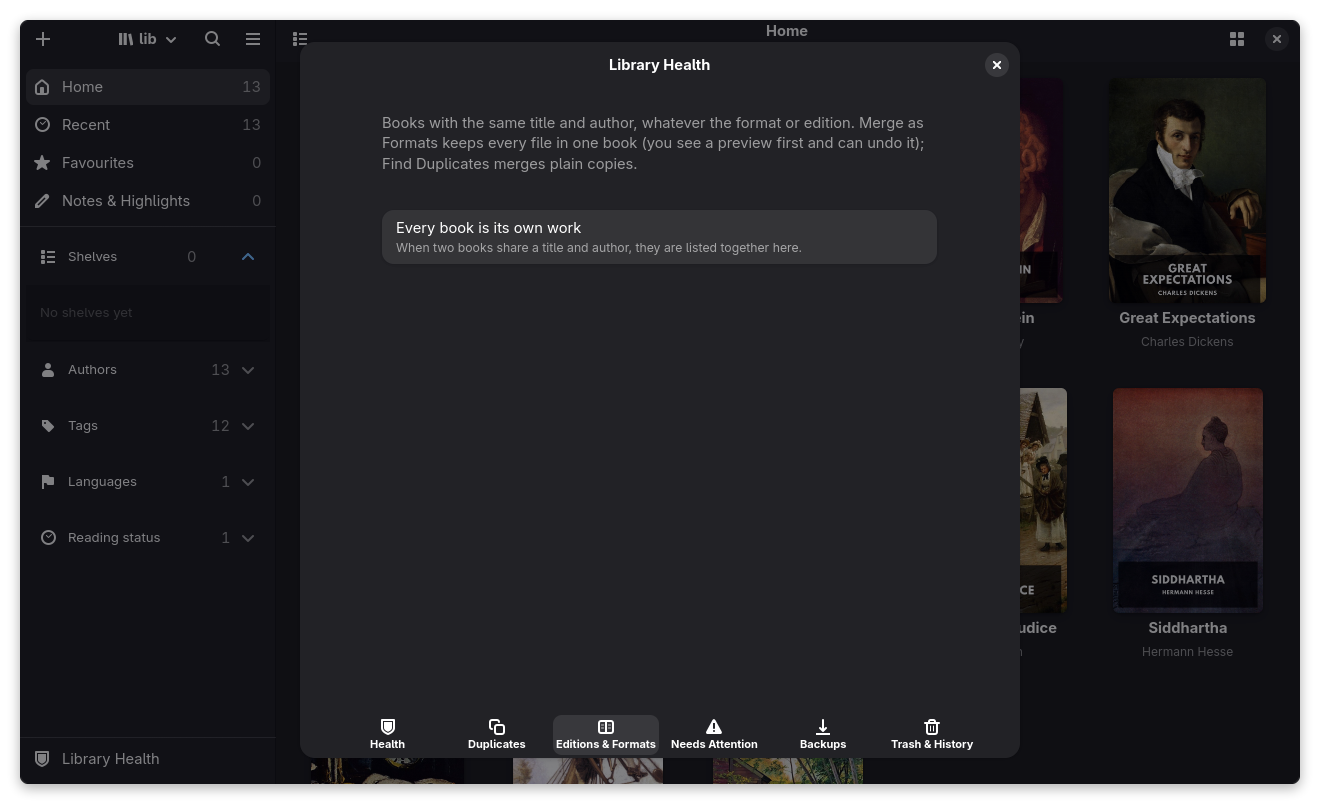 lib
Home
Home 13
Recent 13
Favourites 0
Notes & Highlights 0
Shelves 0
No shelves yet
Authors 13
Tags 12
Languages 1
Reading status 1
Library Health
Library Health
Books with the same title and author, whatever the format or edition. Merge as
Formats keeps every file in one book (you see a preview first and can undo it);
Find Duplicates merges plain copies.
Every book is its own work
When two books share a title and author, they are listed together here.
Health
Duplicates
Editions & Formats
Needs Attention
Backups
Trash & History
GREAT
EXPECTATIONS
CHARLES DICKENS
Great Expectations
Charles Dickens
SIDDHARTHA
HERMANN HESSE
Siddhartha
Hermann Hesse